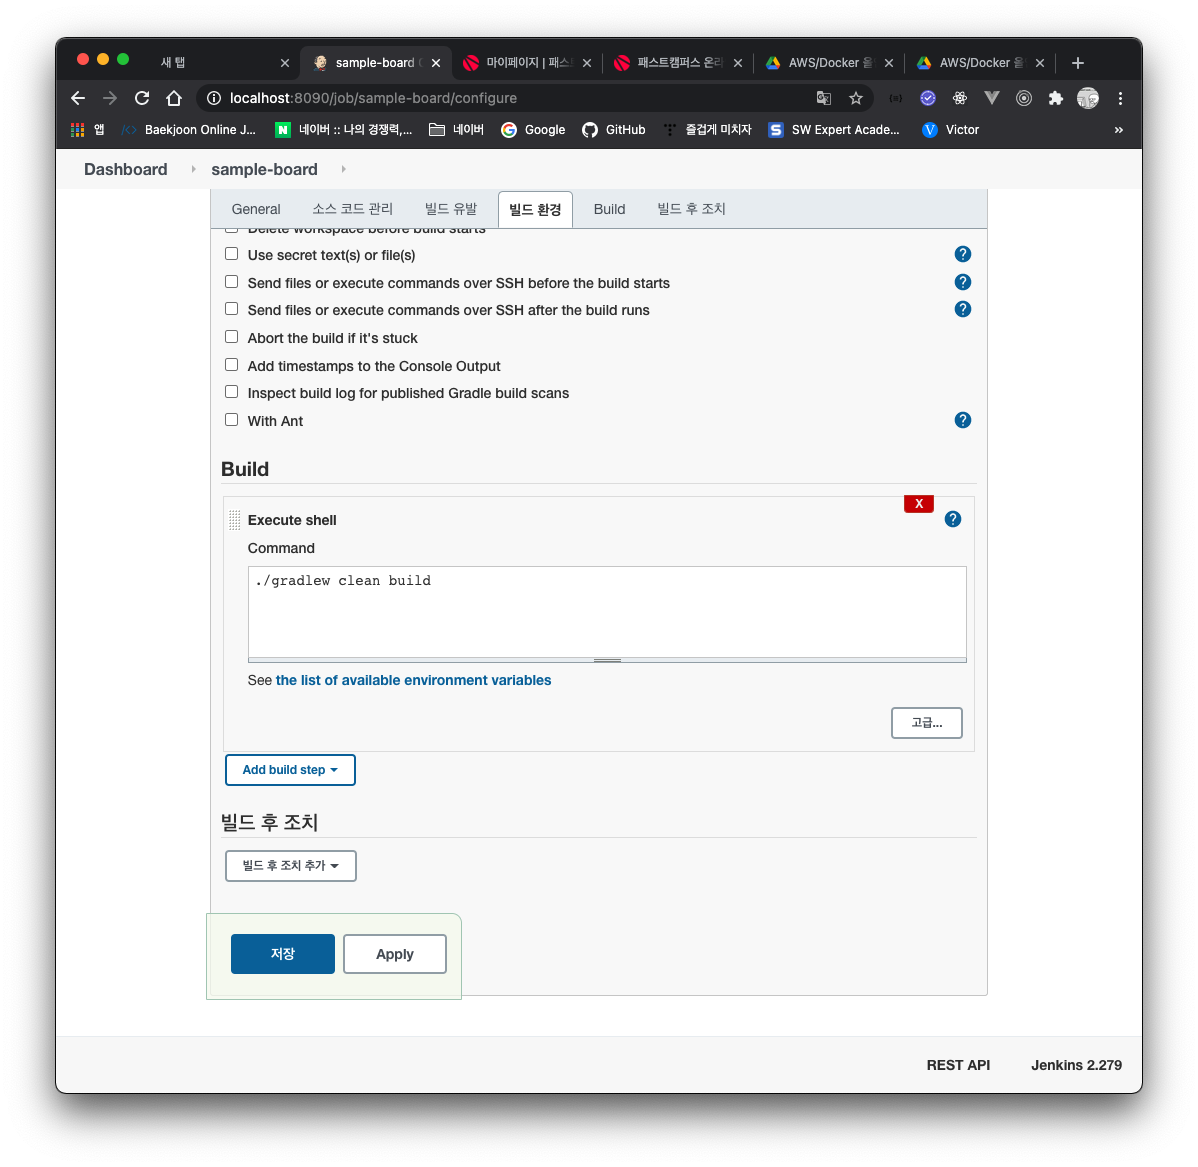 새 탭
sample-board
마이페이지 | 패스
패스트캠퍼스 온라
AWS/Docker 을
AWS/Docker 을
localhost:8090/job/sample-board/configure
앱
Baekjoon Online J...
네이버 :: 나의 경쟁력,...
네이버
Google
GitHub
즐겁게 미치자
SW Expert Acade...
Victor
»
Dashboard
sample-board
General
소스 코드 관리
빌드 유발
빌드 환경
Build
빌드 후 조치
Delete workspace before build starts
Use secret text(s) or file(s)
Send files or execute commands over SSH before the build starts
Send files or execute commands over SSH after the build runs
Abort the build if it's stuck
Add timestamps to the Console Output
Inspect build log for published Gradle build scans
With Ant
Build
X
Execute shell
Command
./gradlew clean build
See the list of available environment variables
고급...
Add build step
빌드 후 조치
빌드 후 조치 추가
저장
Apply
REST API
Jenkins 2.279